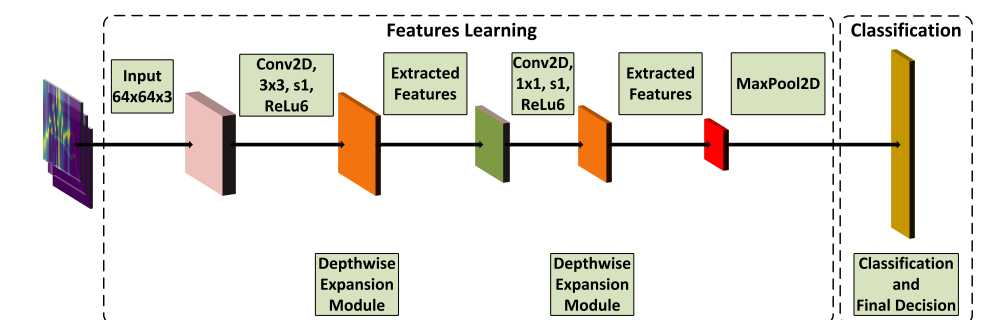 Features Learning
Classification
Input
64x64x3
Conv2D,
3x3, s1,
ReLu6
Extracted
Features
Conv2D,
1x1, s1,
ReLu6
Extracted
Features
MaxPool2D
Depthwise
Expansion
Module
Depthwise
Expansion
Module
Classification
and
Final Decision